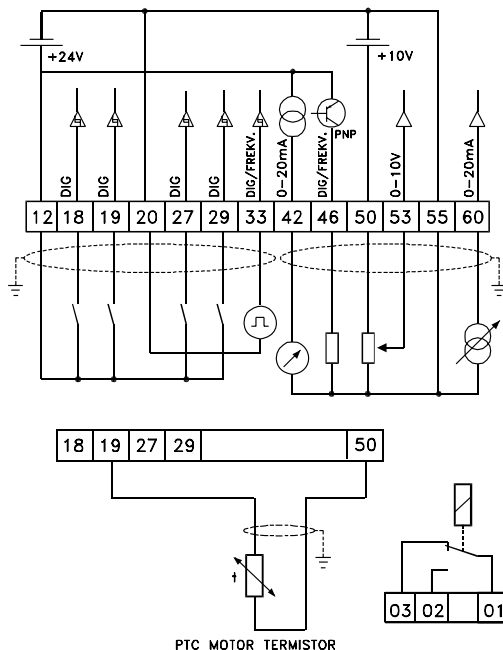 +24V
+10V
DIG
DIG
DIG
DIG
DIG/FREKV.
0-20mA
DIG/FREKV.
PNP
0-10V
0-20mA
12 18 19 20 27 29 33 42 46 50 53 55 60
18 19 27 29 50
t
03 02 01
PTC MOTOR TERMISTOR